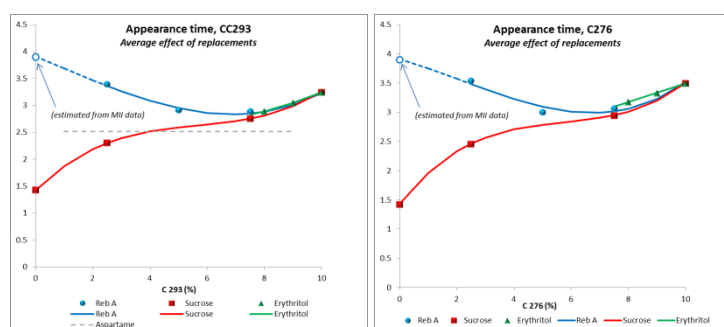 Appearance time, CC293
Average effect of replacements
4.5
4
3.5
3
2.5
2
1.5
1
0.5
0
(estimated from MII data)
0 2 4 6 8 10
C 293 (%)
Reb A Sucrose Erythritol
Reb A Sucrose Erythritol
Aspartame
Appearance time, C276
Average effect of replacements
4.5
4
3.5
3
2.5
2
1.5
1
0.5
0
(estimated from MII data)
0 2 4 6 8 10
C 276 (%)
Reb A Sucrose Erythritol Reb A Sucrose Erythritol